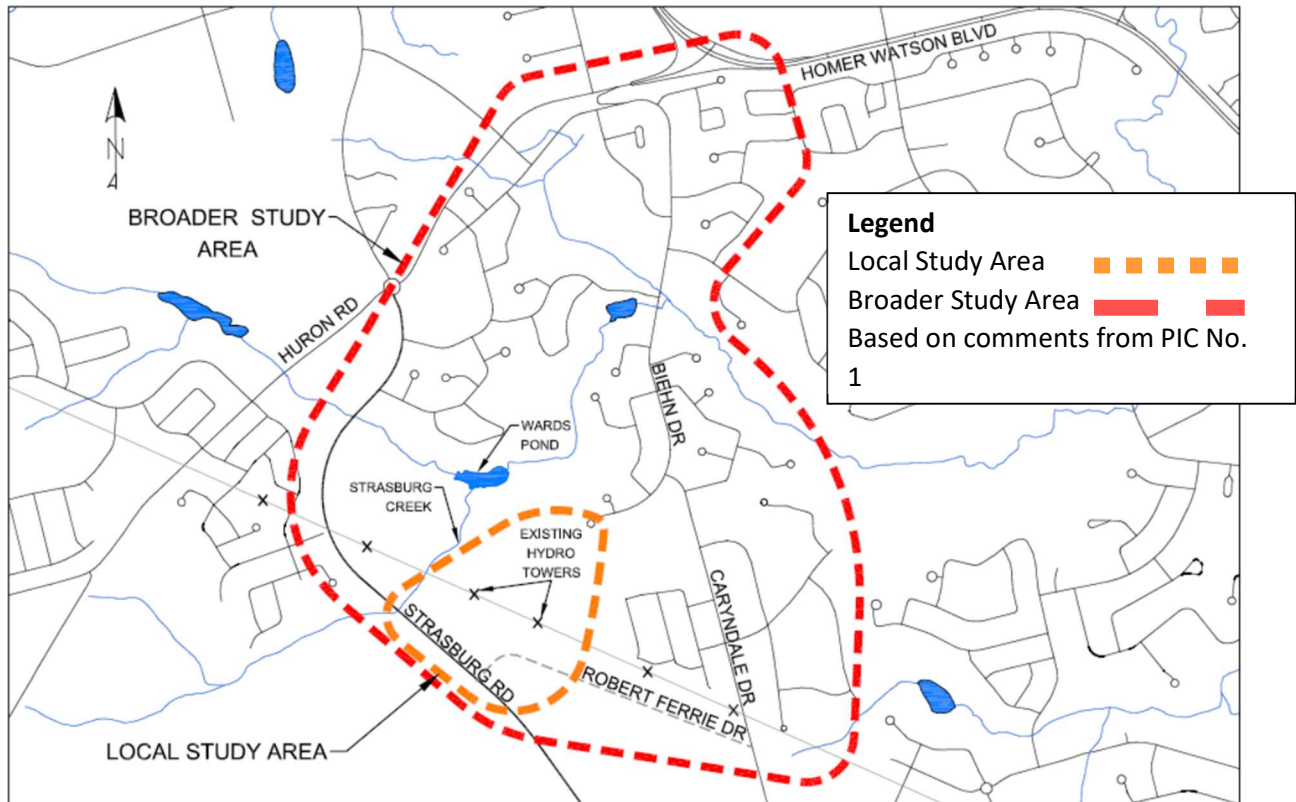 HOMER WATSON BLVD
N
BROADER STUDY
AREA
Legend
Local Study Area
Broader Study Area
Based on comments from PIC No.
1
HURON RD
BIEHN DR
WARDS
POND
STRASBURG
CREEK
EXISTING
HYDRO
TOWERS
CARYNDALE DR
STRASBURG RD
ROBERT FERRIE DR
LOCAL STUDY AREA